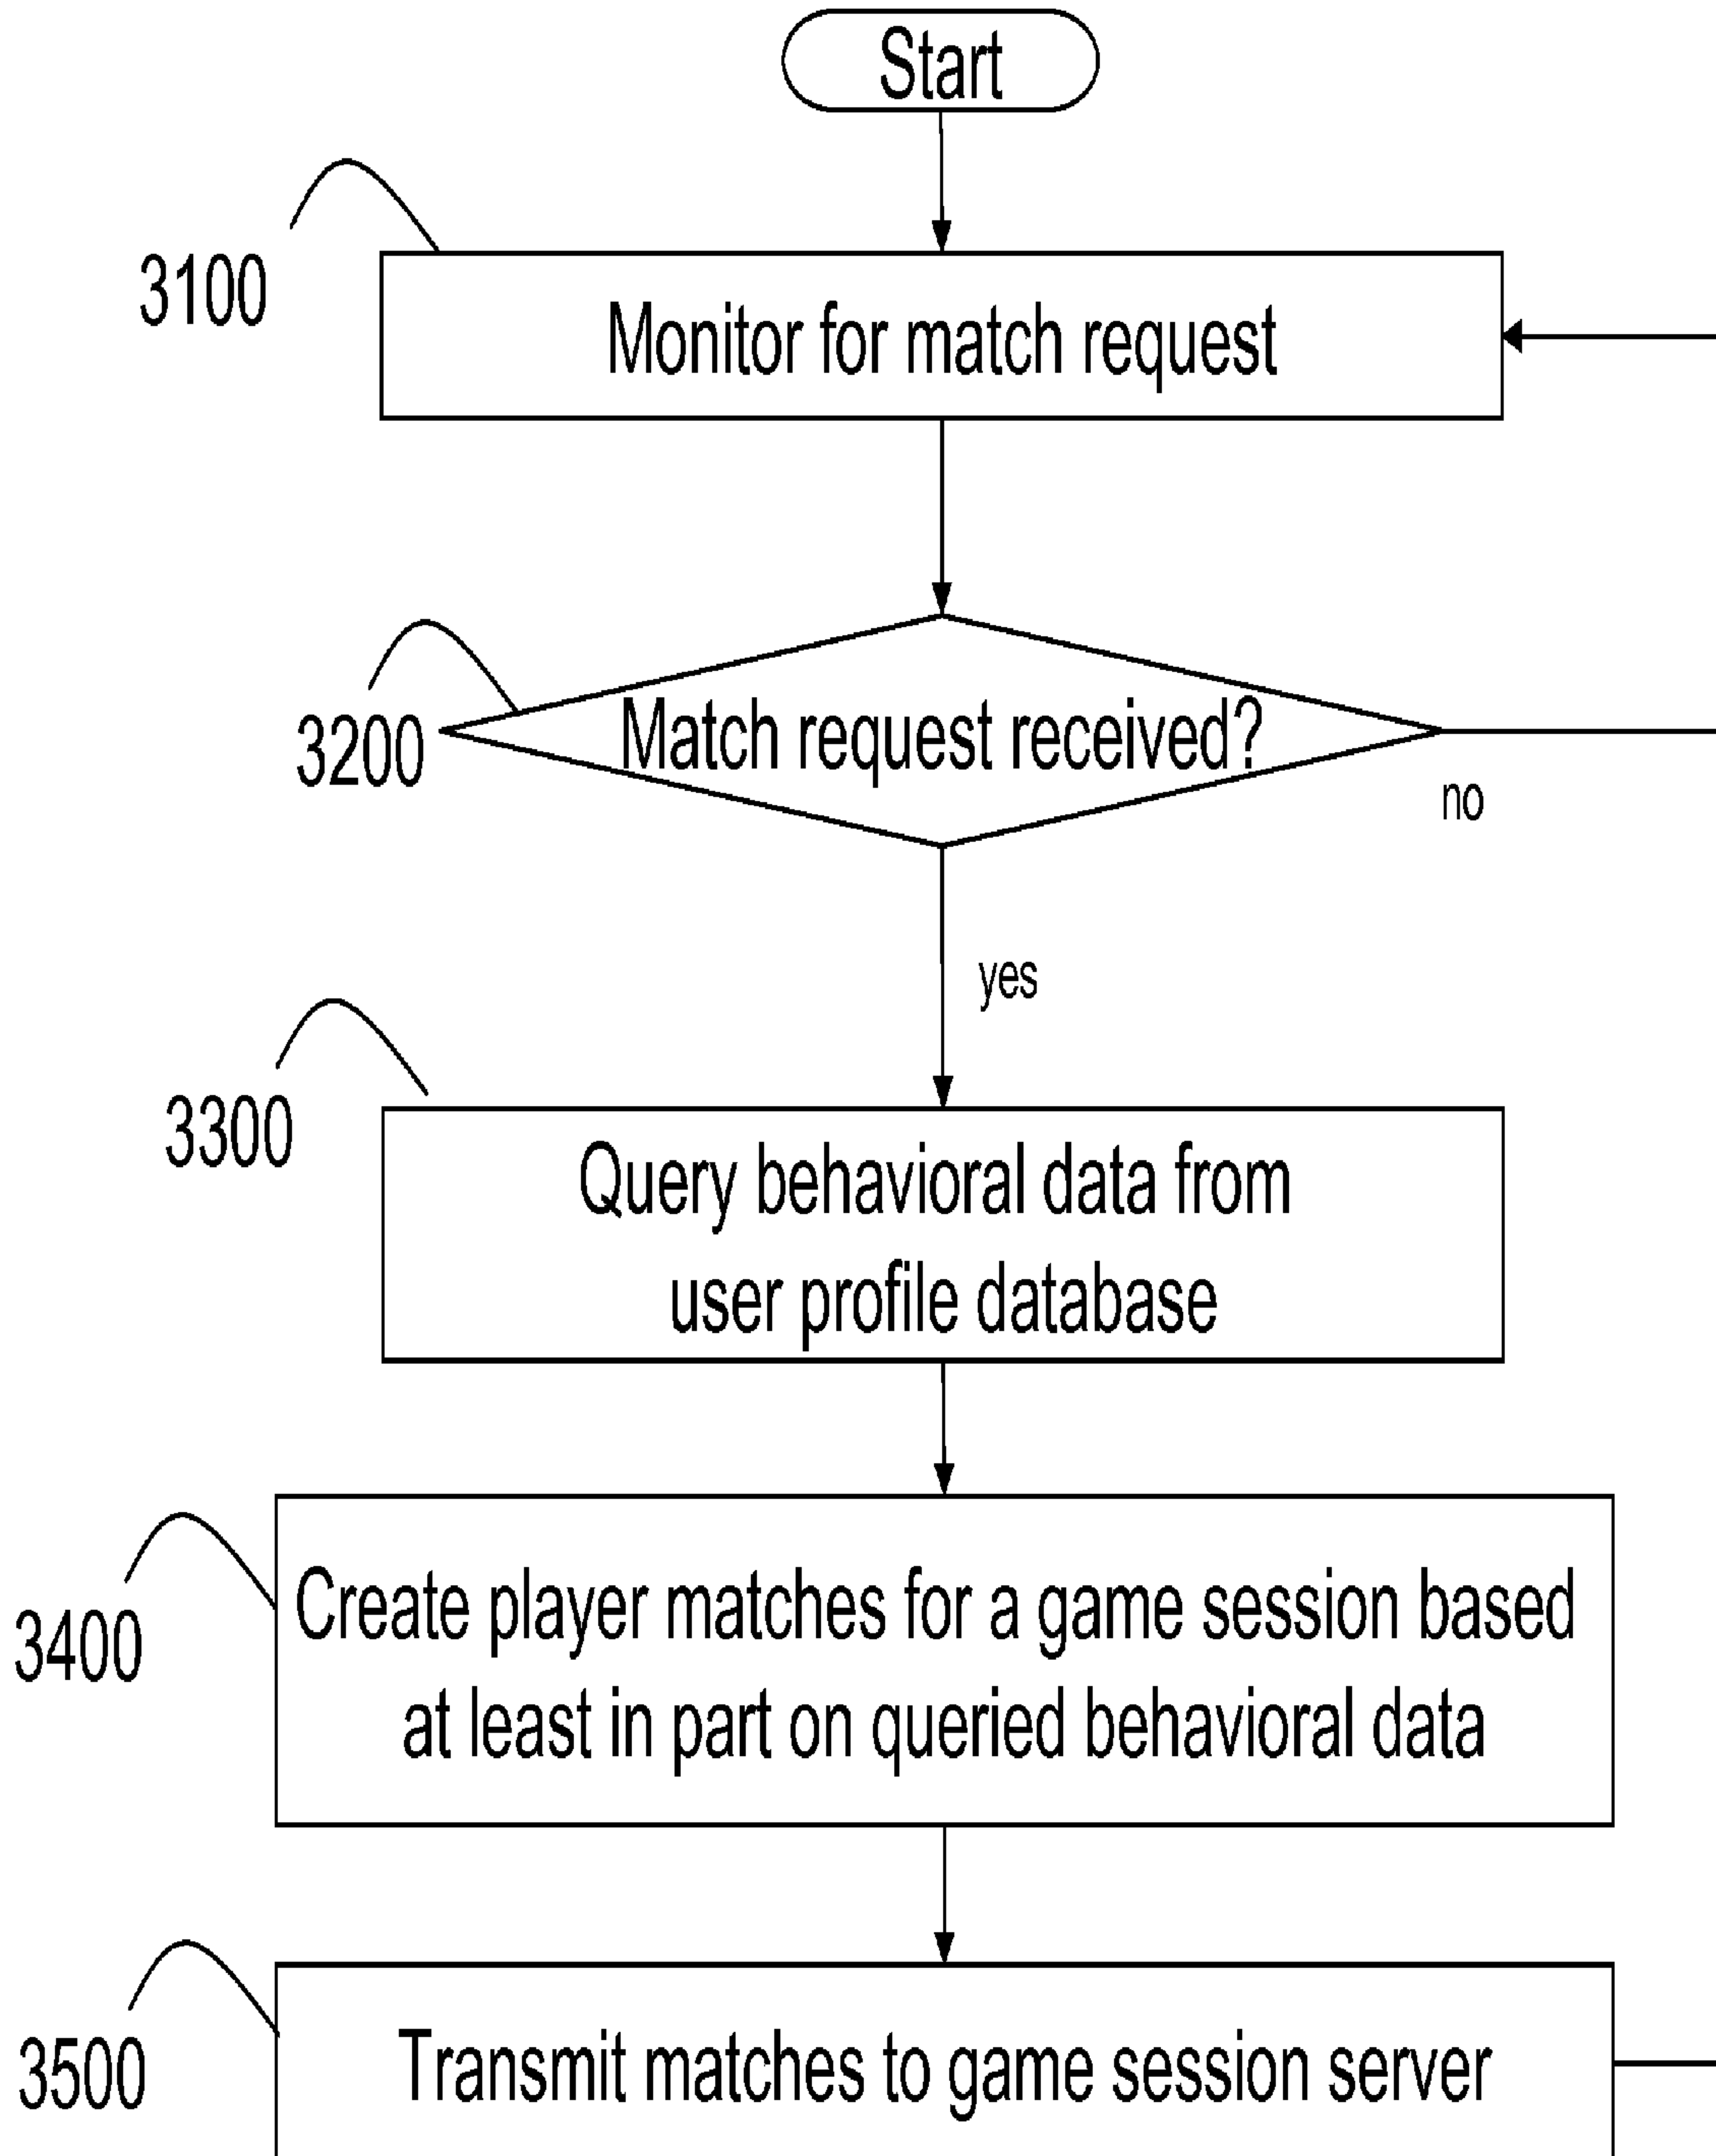 Start
3100
Monitor for match request
3200
Match request received?
no
yes
3300
Query behavioral data from
user profile database
3400
Create player matches for a game session based
at least in part on queried behavioral data
3500
Transmit matches to game session server